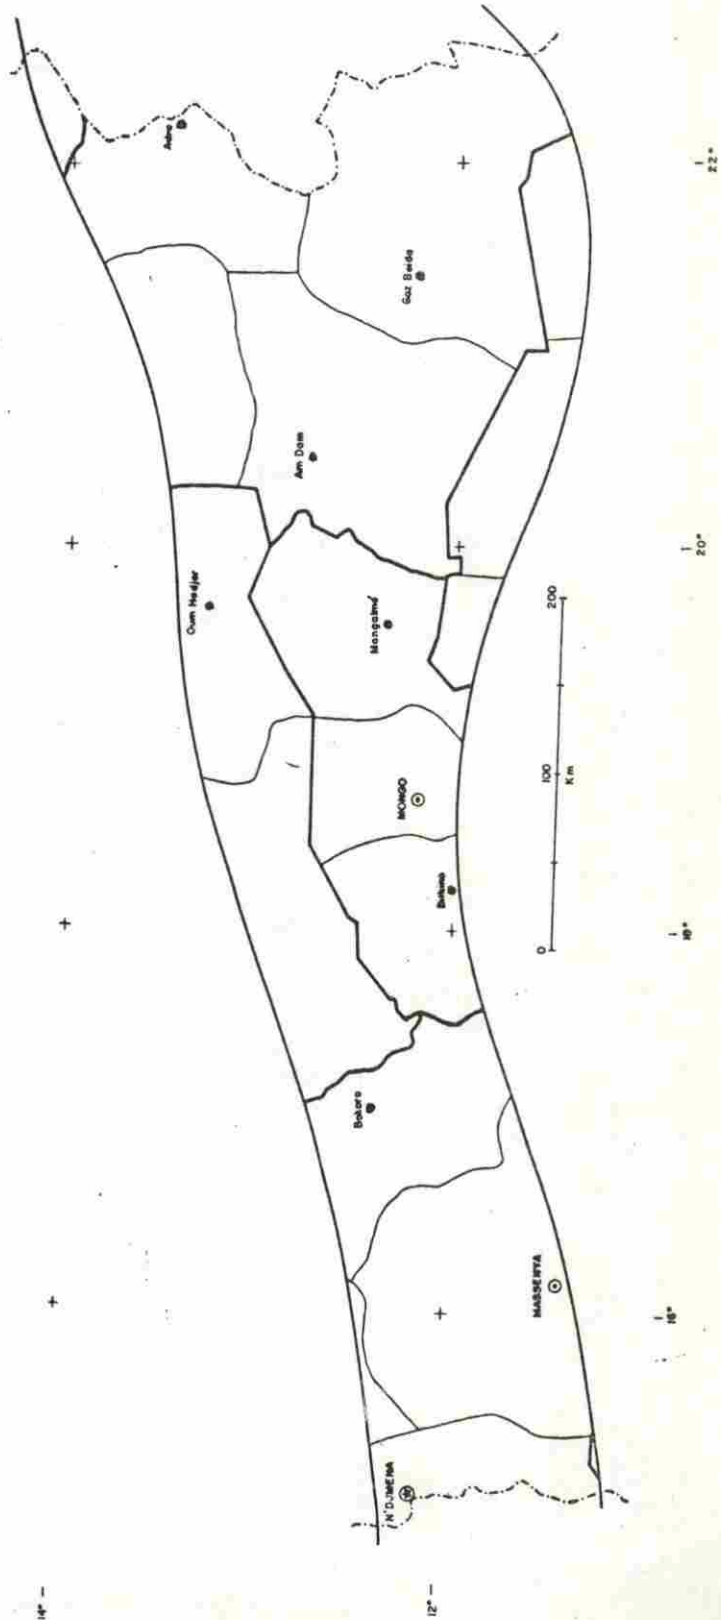 14°
12°
16°
18°
20°
22°
N'DJMENA
MASSENYA
Bokoro
Bitkine
MONGO
Mangalmé
Oum Hadjer
Am Dam
Goz Beida
Adre
0
100
200
Km